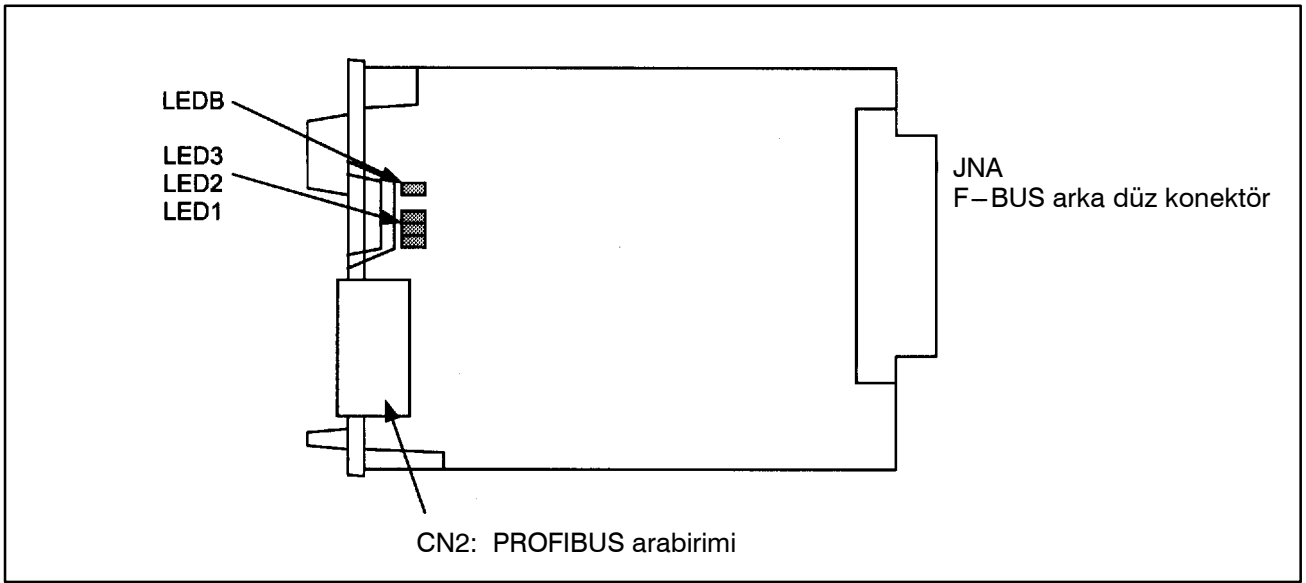 LEDB
LED3
LED2
LED1
JNA
F−BUS arka düz konektör
CN2: PROFIBUS arabirimi